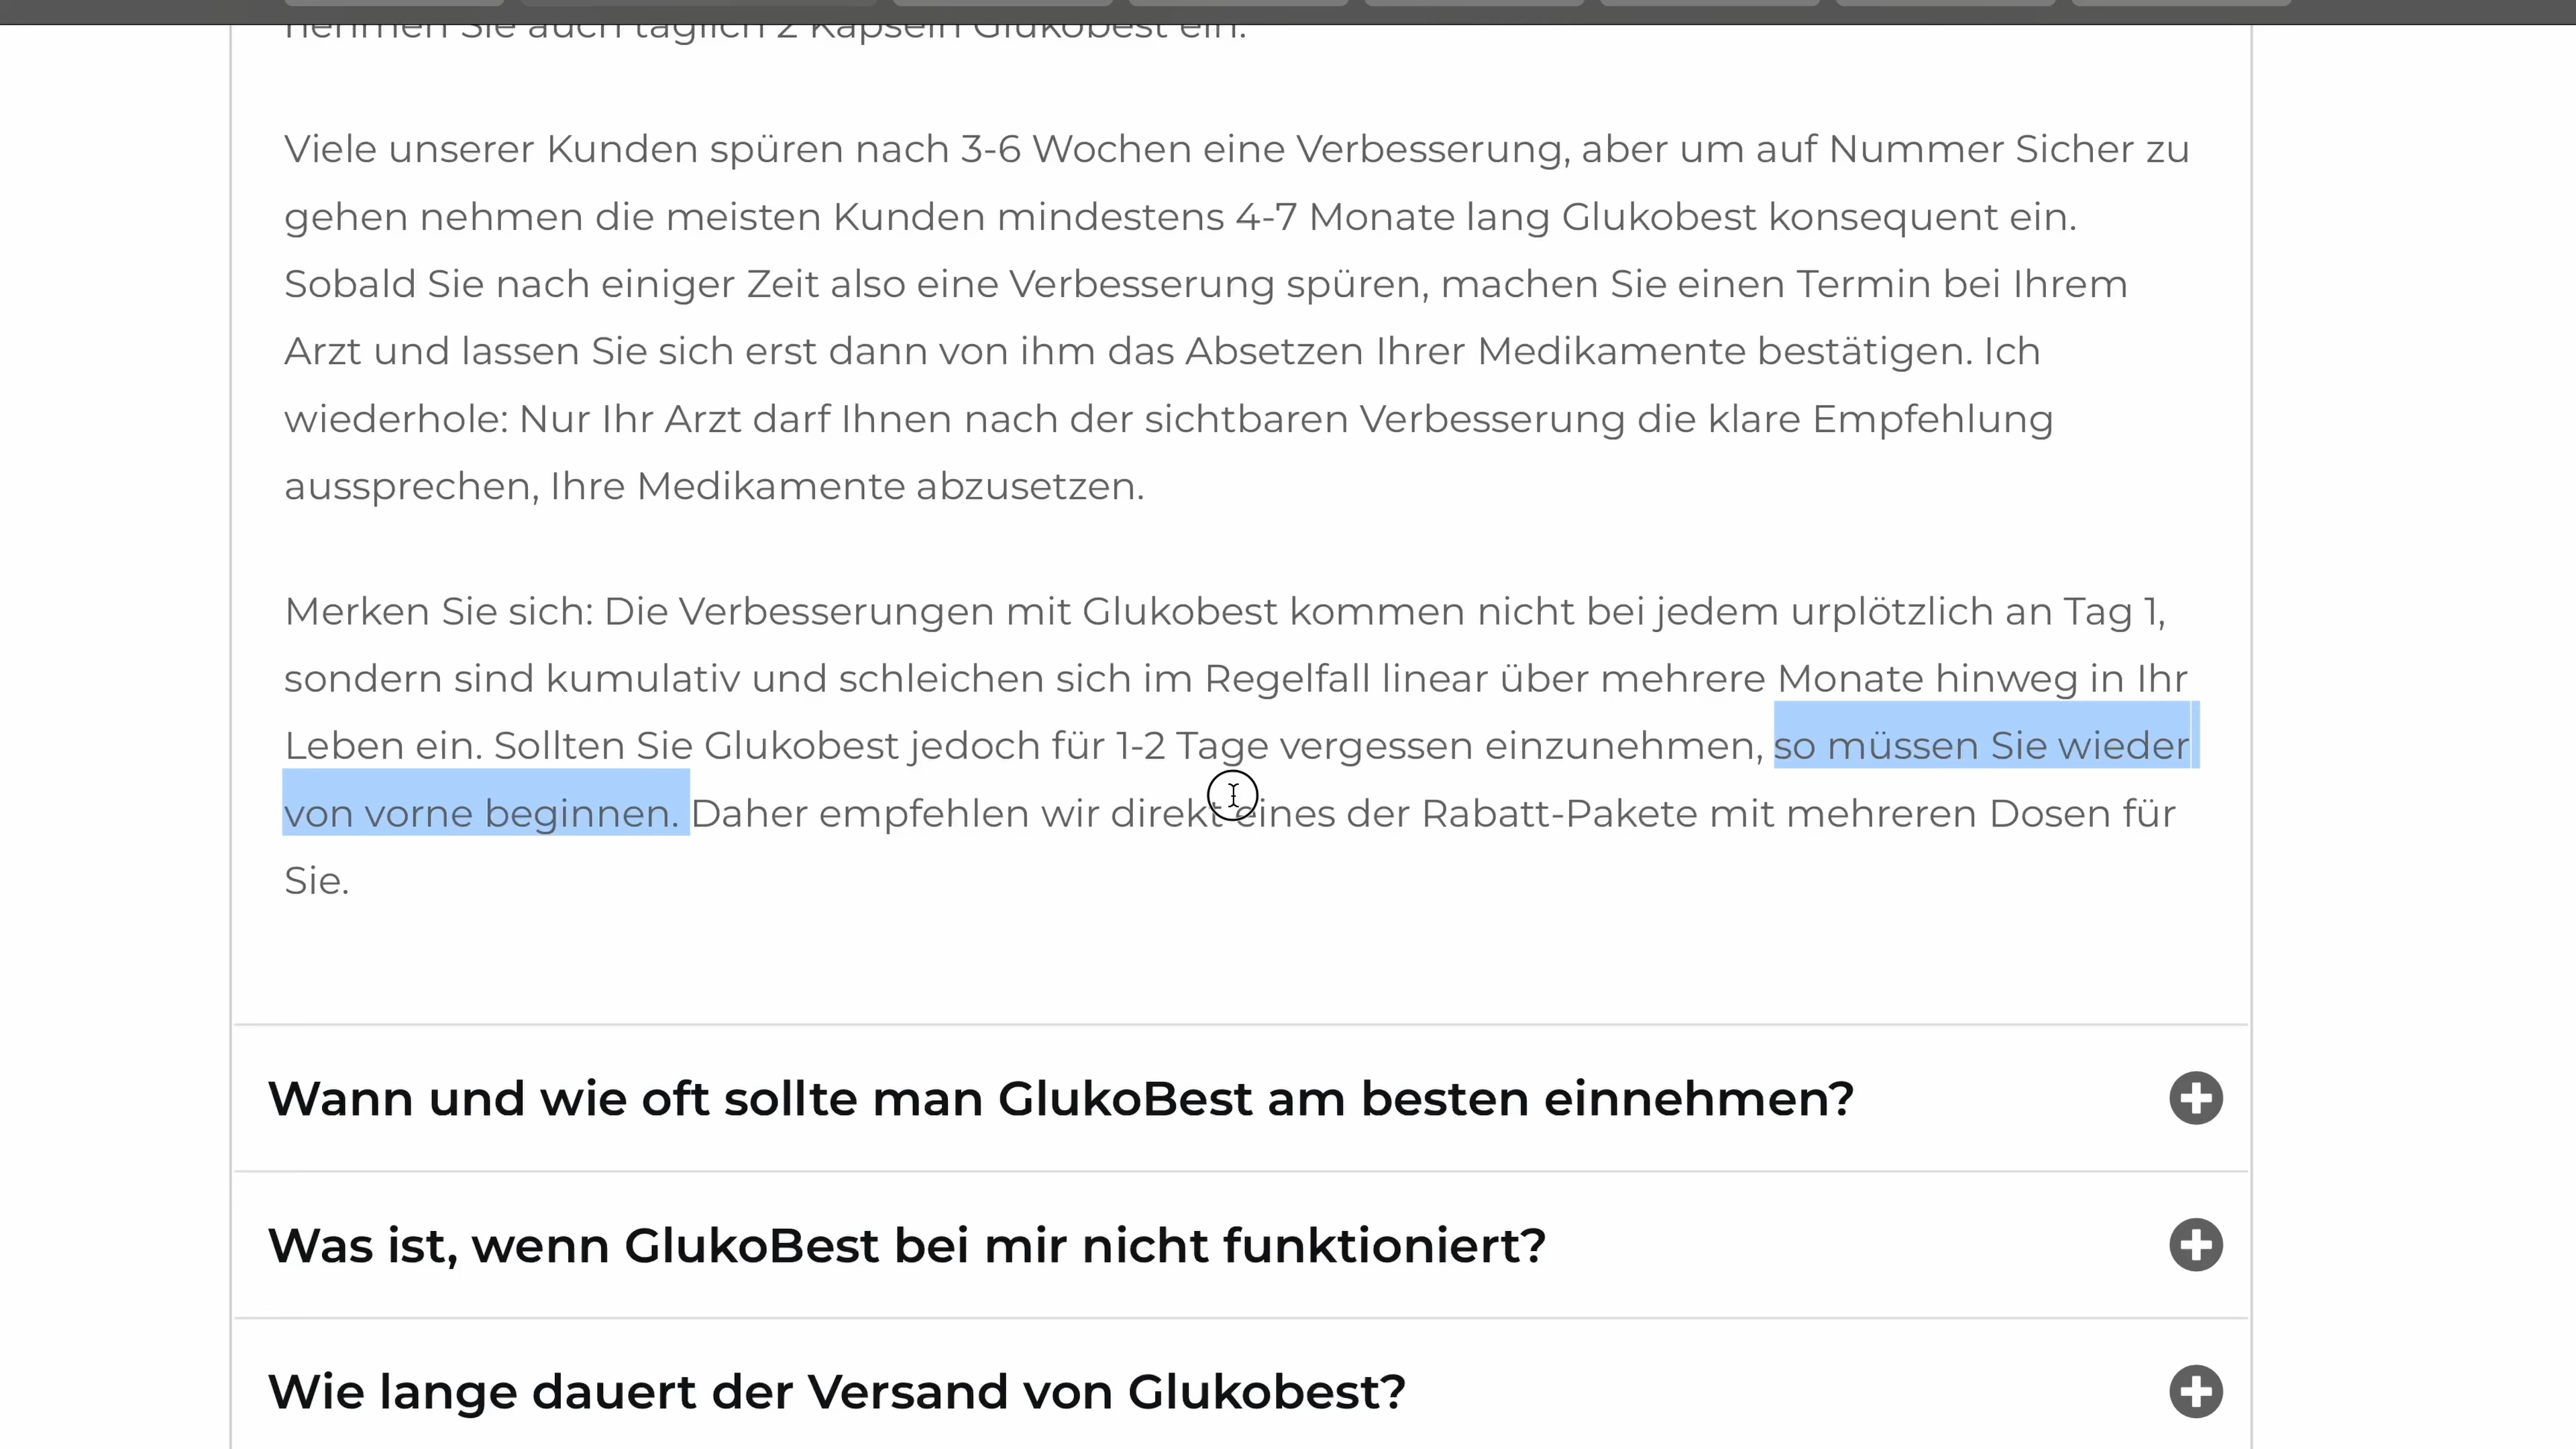 nehmen Sie auch täglich 2 Kapseln Glukobest ein.
Viele unserer Kunden spüren nach 3-6 Wochen eine Verbesserung, aber um auf Nummer Sicher zu
gehen nehmen die meisten Kunden mindestens 4-7 Monate lang Glukobest konsequent ein.
Sobald Sie nach einiger Zeit also eine Verbesserung spüren, machen Sie einen Termin bei Ihrem
Arzt und lassen Sie sich erst dann von ihm das Absetzen Ihrer Medikamente bestätigen. Ich
wiederhole: Nur Ihr Arzt darf Ihnen nach der sichtbaren Verbesserung die klare Empfehlung
aussprechen, Ihre Medikamente abzusetzen.
Merken Sie sich: Die Verbesserungen mit Glukobest kommen nicht bei jedem urplötzlich an Tag 1,
sondern sind kumulativ und schleichen sich im Regelfall linear über mehrere Monate hinweg in Ihr
Leben ein. Sollten Sie Glukobest jedoch für 1-2 Tage vergessen einzunehmen, so müssen Sie wieder
von vorne beginnen. Daher empfehlen wir direkt eines der Rabatt-Pakete mit mehreren Dosen für
Sie.
Wann und wie oft sollte man GlukoBest am besten einnehmen?
Was ist, wenn GlukoBest bei mir nicht funktioniert?
Wie lange dauert der Versand von Glukobest?